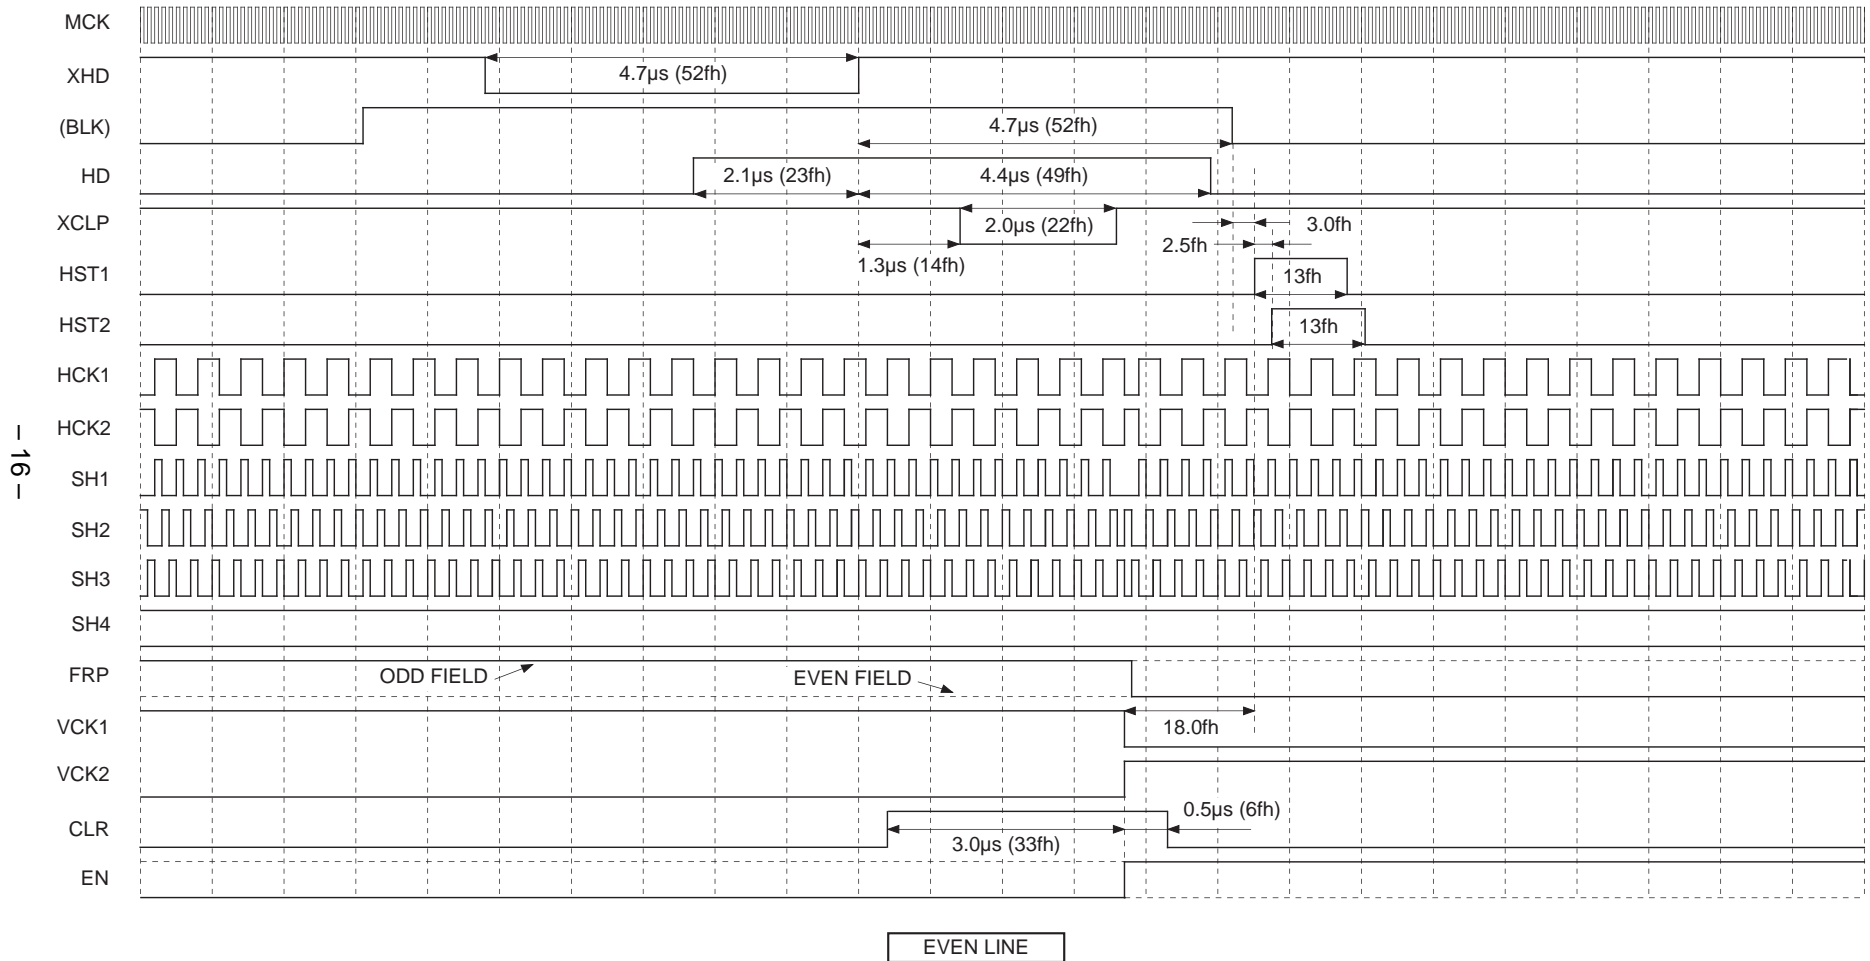 MCK
XHD
4.7µs (52fh)
(BLK)
4.7µs (52fh)
HD
2.1µs (23fh)
4.4µs (49fh)
XCLP
2.0µs (22fh)
3.0fh
2.5fh
1.3µs (14fh)
HST1
13fh
HST2
13fh
HCK1
HCK2
– 16 –
SH1
SH2
SH3
SH4
FRP
ODD FIELD
EVEN FIELD
VCK1
18.0fh
VCK2
CLR
0.5µs (6fh)
3.0µs (33fh)
EN
EVEN LINE